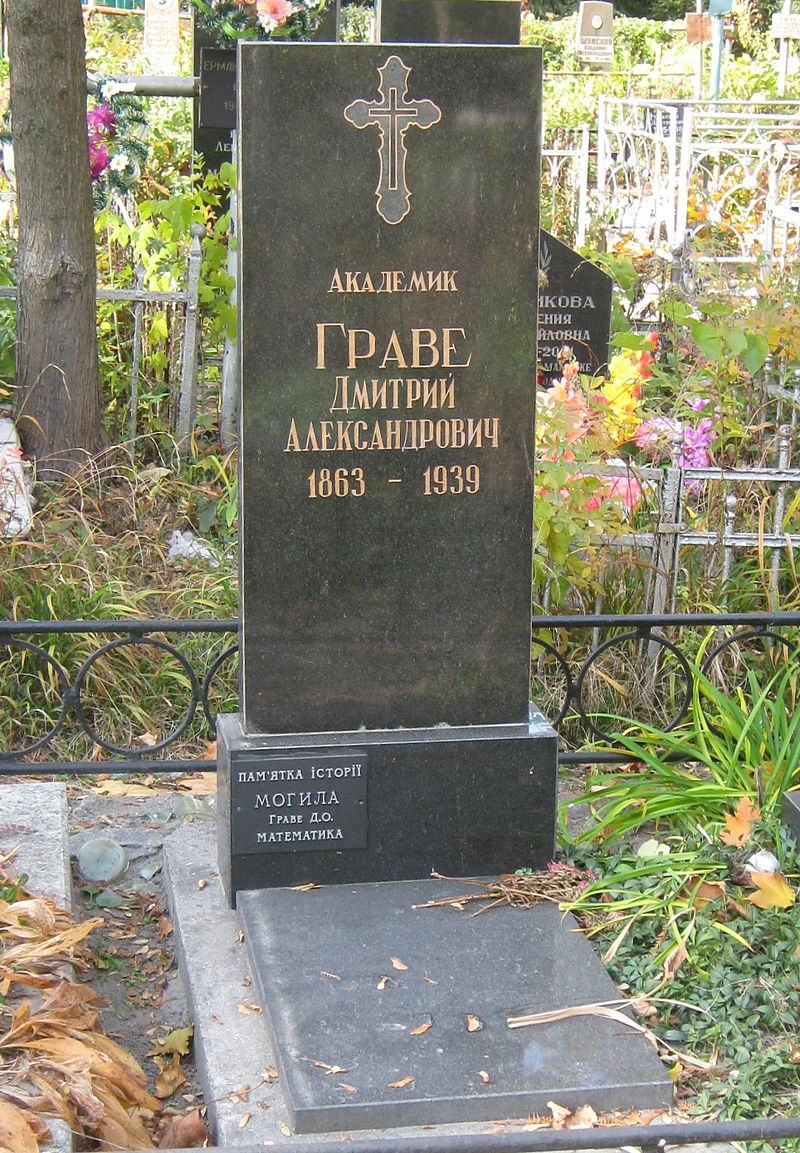 Академик
Граве
Дмитрий
Александрович
1863 - 1939
ПАМ'ЯТКА ІСТОРІЇ
МОГИЛА
ГРАВЕ Д.О.
МАТЕМАТИКА